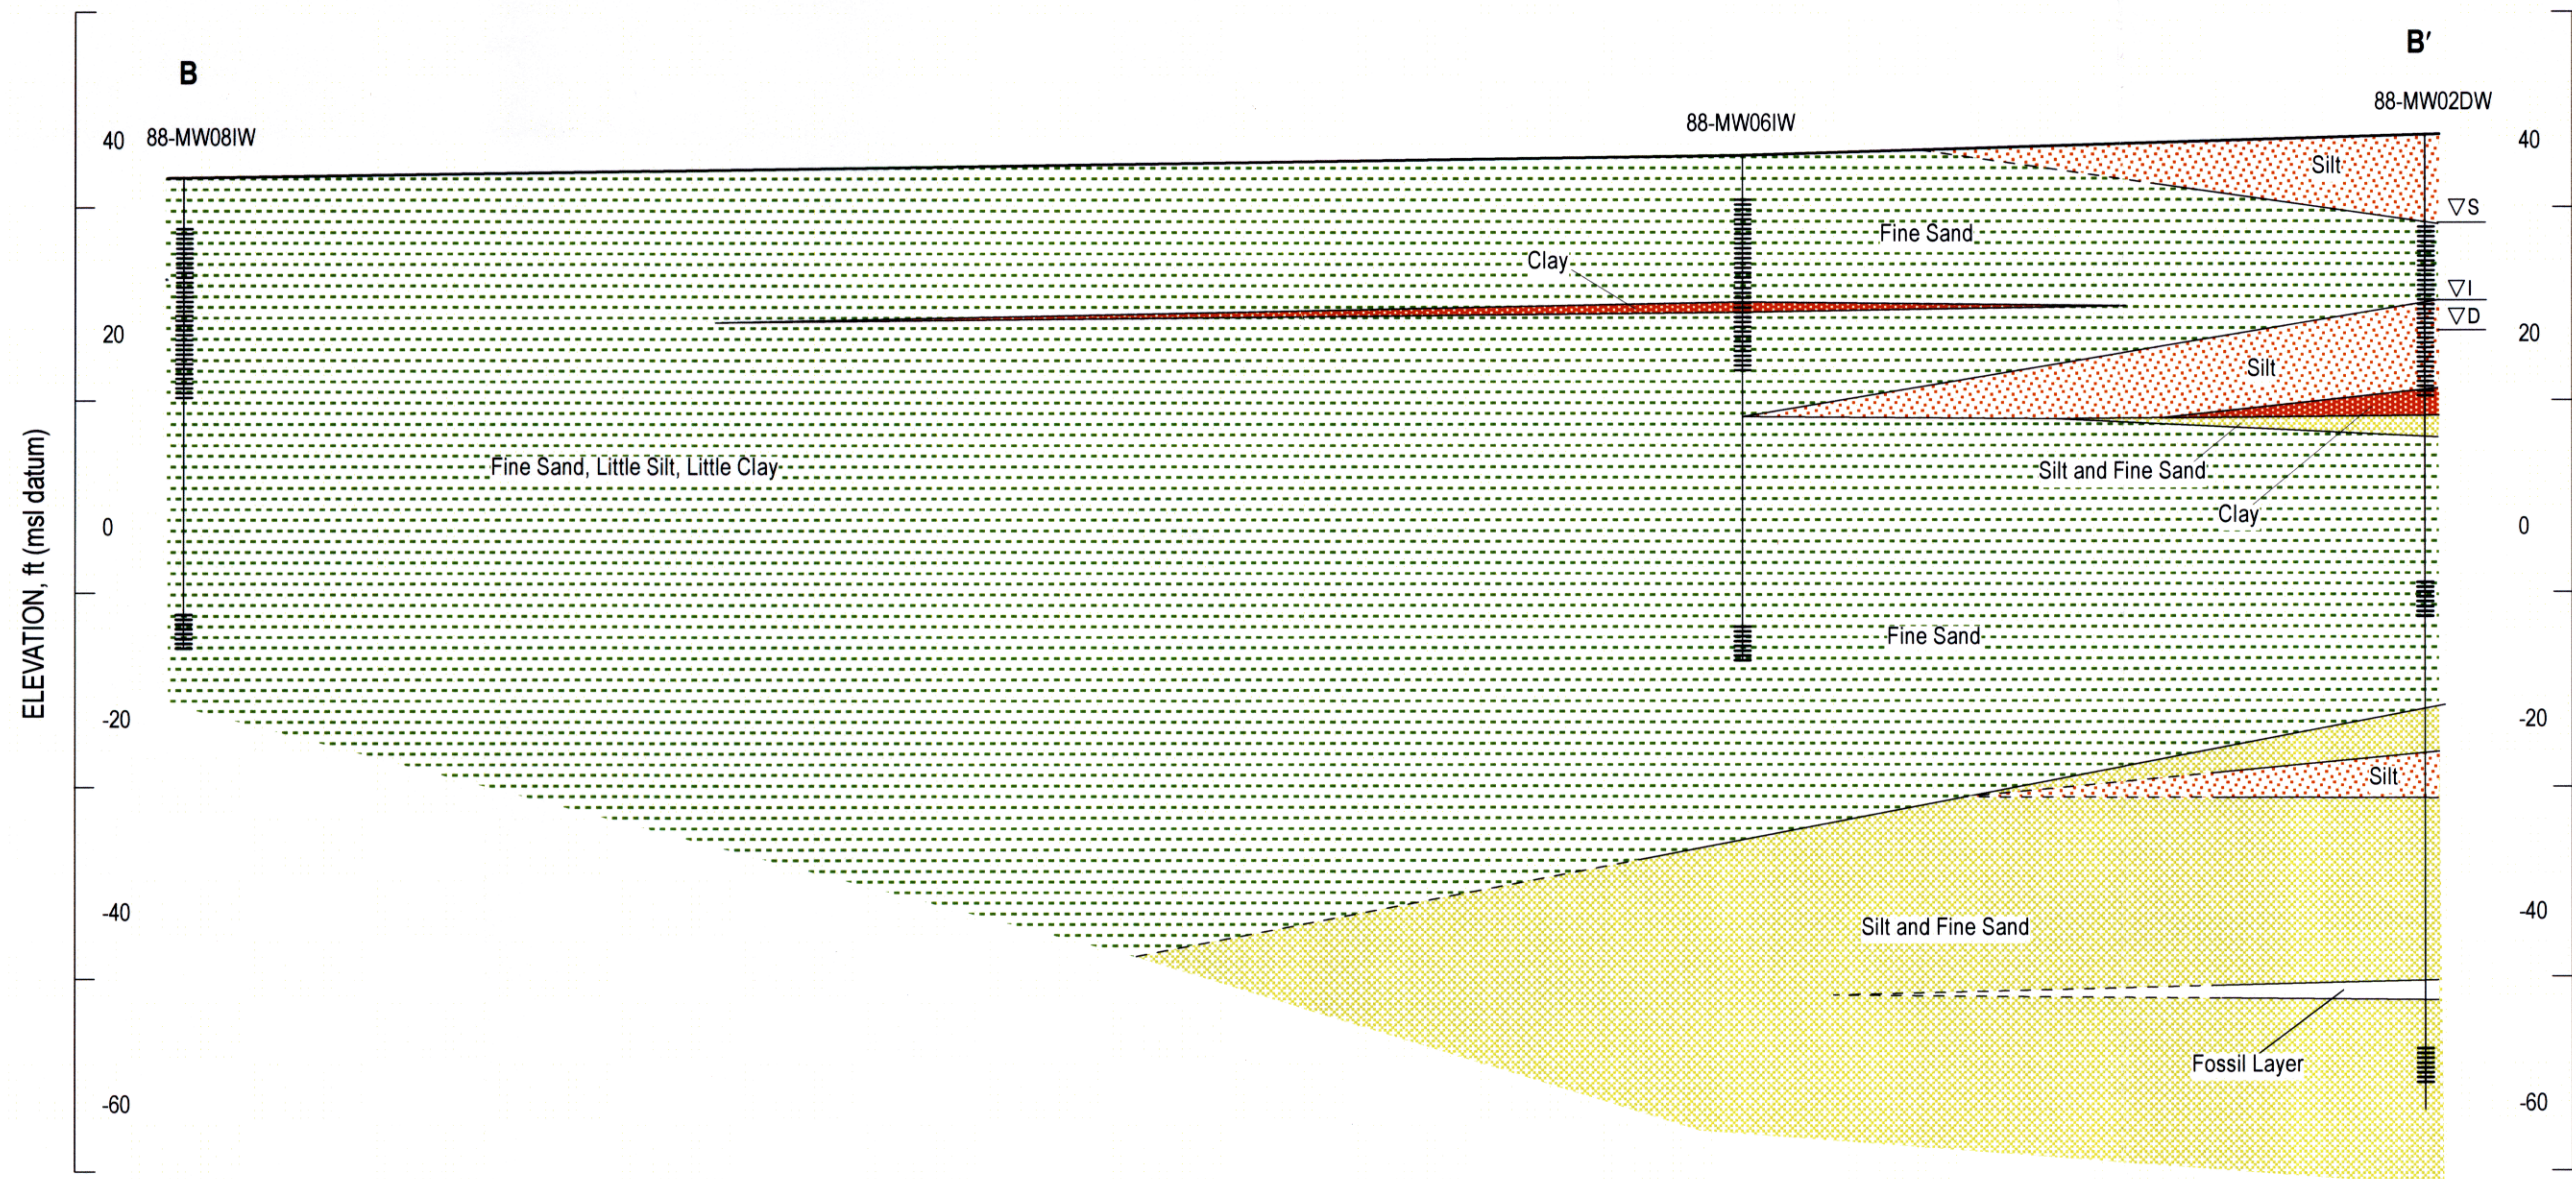 B
B′
88-MW02DW
88-MW06IW
40
88-MW08IW
40
Silt
▽S
Fine Sand
Clay
▽I
▽D
20
20
Silt
Fine Sand, Little Silt, Little Clay
Silt and Fine Sand
Clay
0
0
ELEVATION, ft (msl datum)
Fine Sand
-20
-20
Silt
-40
-40
Silt and Fine Sand
Fossil Layer
-60
-60